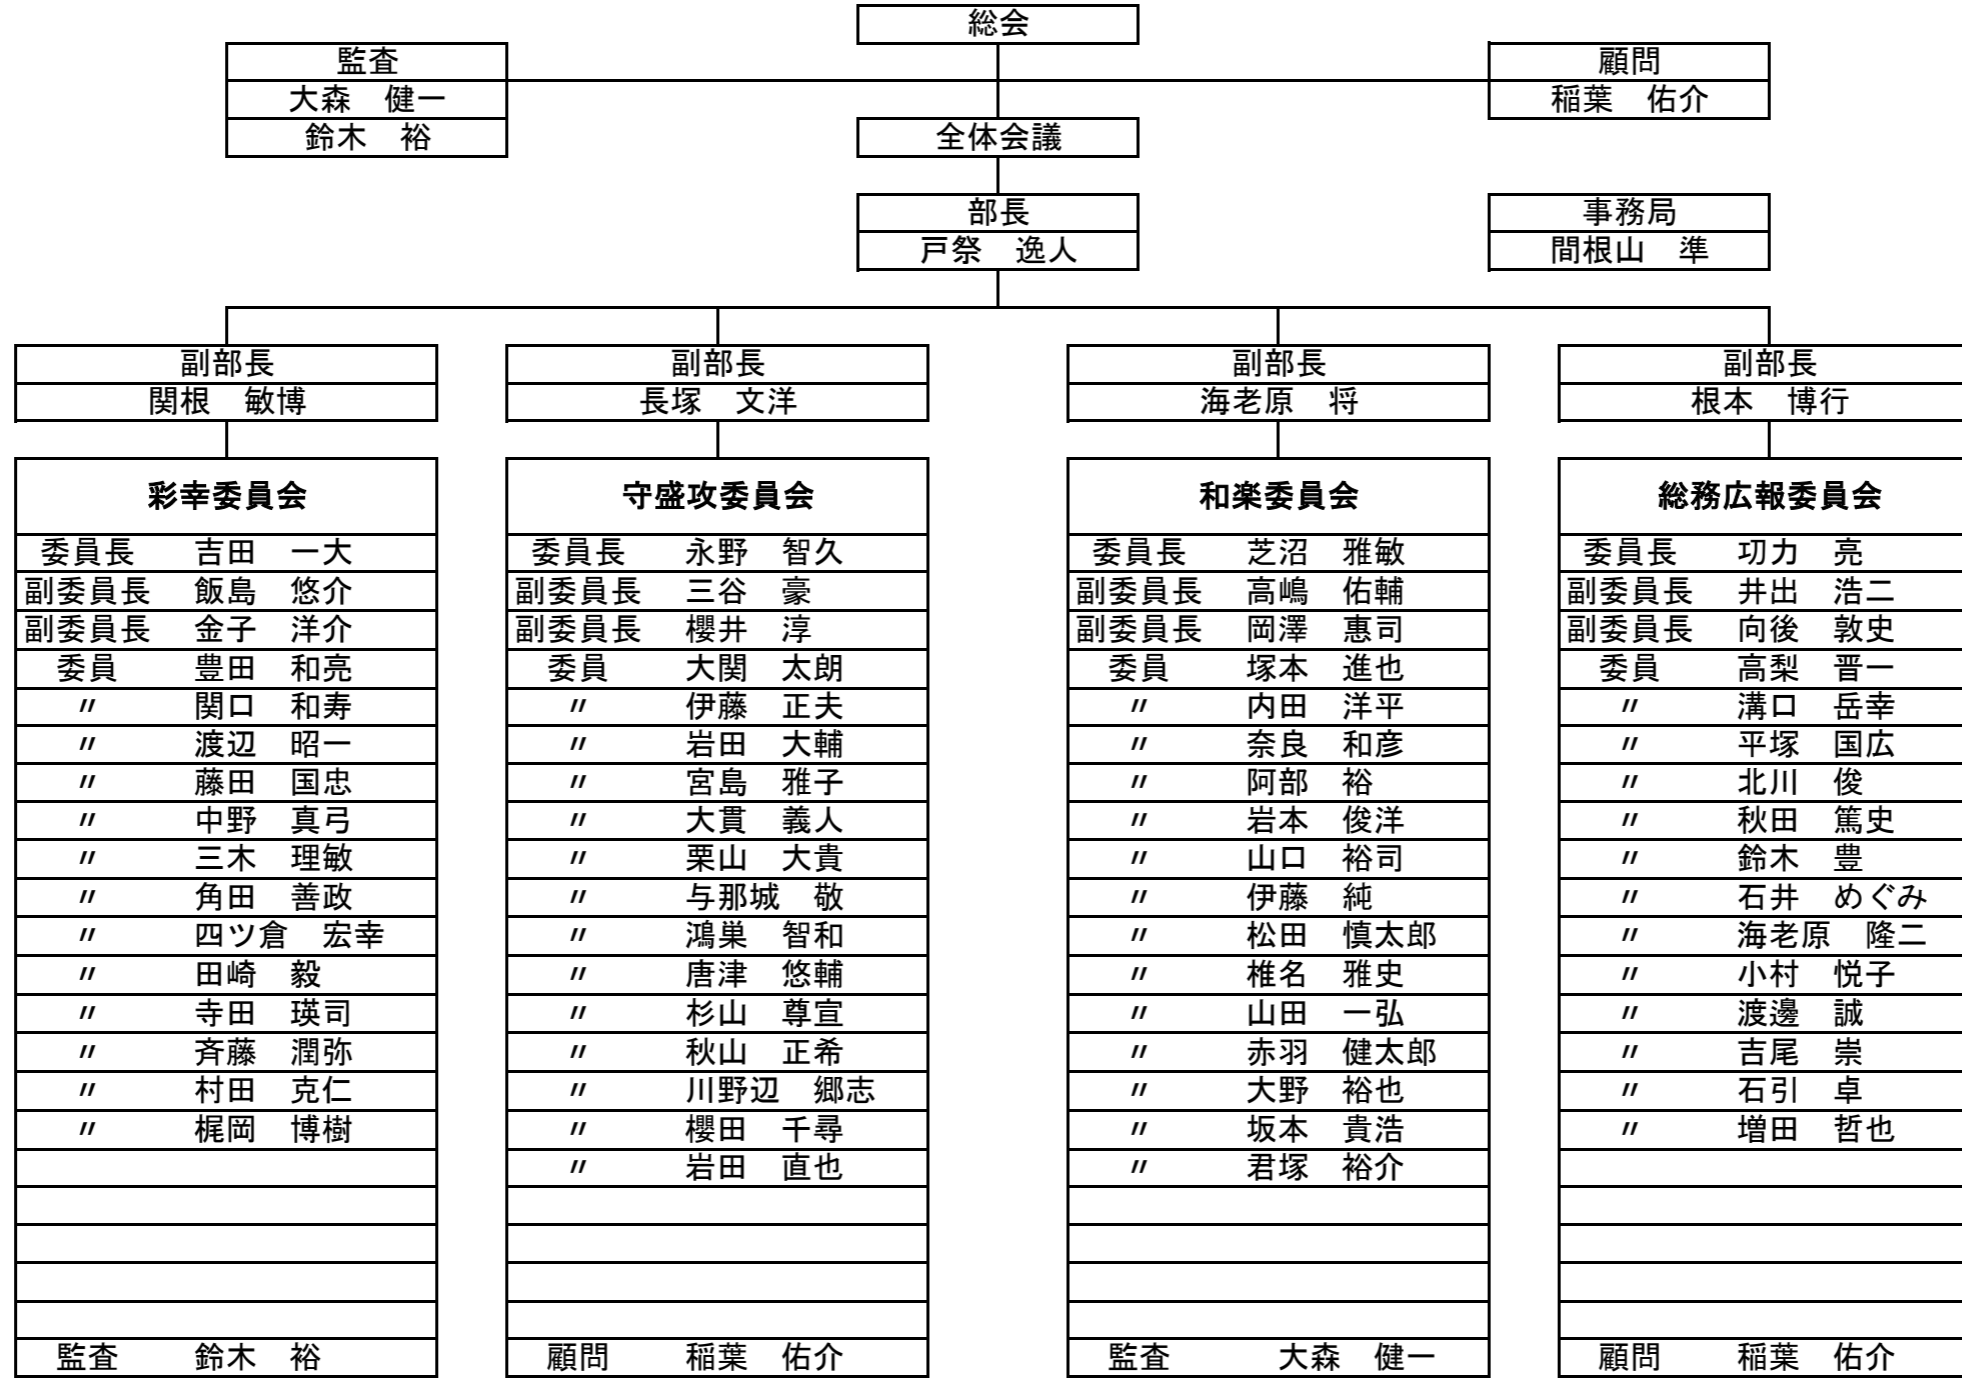 総会
監査
大森　健一
鈴木　裕
顧問
稲葉　佑介
全体会議
部長
戸祭　逸人
事務局
間根山　準
副部長
関根　敏博
副部長
長塚　文洋
副部長
海老原　将
副部長
根本　博行
彩幸委員会
委員長　吉田　一大
副委員長　飯島　悠介
副委員長　金子　洋介
委員　豊田　和亮
〃　関口　和寿
〃　渡辺　昭一
〃　藤田　国忠
〃　中野　真弓
〃　三木　理敏
〃　角田　善政
〃　四ツ倉　宏幸
〃　田崎　毅
〃　寺田　瑛司
〃　斉藤　潤弥
〃　村田　克仁
〃　梶岡　博樹
監査　鈴木　裕
守盛攻委員会
委員長　永野　智久
副委員長　三谷　豪
副委員長　櫻井　淳
委員　大関　太朗
〃　伊藤　正夫
〃　岩田　大輔
〃　宮島　雅子
〃　大貫　義人
〃　栗山　大貴
〃　与那城　敬
〃　鴻巣　智和
〃　唐津　悠輔
〃　杉山　尊宣
〃　秋山　正希
〃　川野辺　郷志
〃　櫻田　千尋
〃　岩田　直也
顧問　稲葉　佑介
和楽委員会
委員長　芝沼　雅敏
副委員長　高嶋　佑輔
副委員長　岡澤　惠司
委員　塚本　進也
〃　内田　洋平
〃　奈良　和彦
〃　阿部　裕
〃　岩本　俊洋
〃　山口　裕司
〃　伊藤　純
〃　松田　慎太郎
〃　椎名　雅史
〃　山田　一弘
〃　赤羽　健太郎
〃　大野　裕也
〃　坂本　貴浩
〃　君塚　裕介
監査　大森　健一
総務広報委員会
委員長　功力　亮
副委員長　井出　浩二
副委員長　向後　敦史
委員　高梨　晋一
〃　溝口　岳幸
〃　平塚　国広
〃　北川　俊
〃　秋田　篤史
〃　鈴木　豊
〃　石井　めぐみ
〃　海老原　隆二
〃　小村　悦子
〃　渡邊　誠
〃　吉尾　崇
〃　石引　卓
〃　増田　哲也
顧問　稲葉　佑介